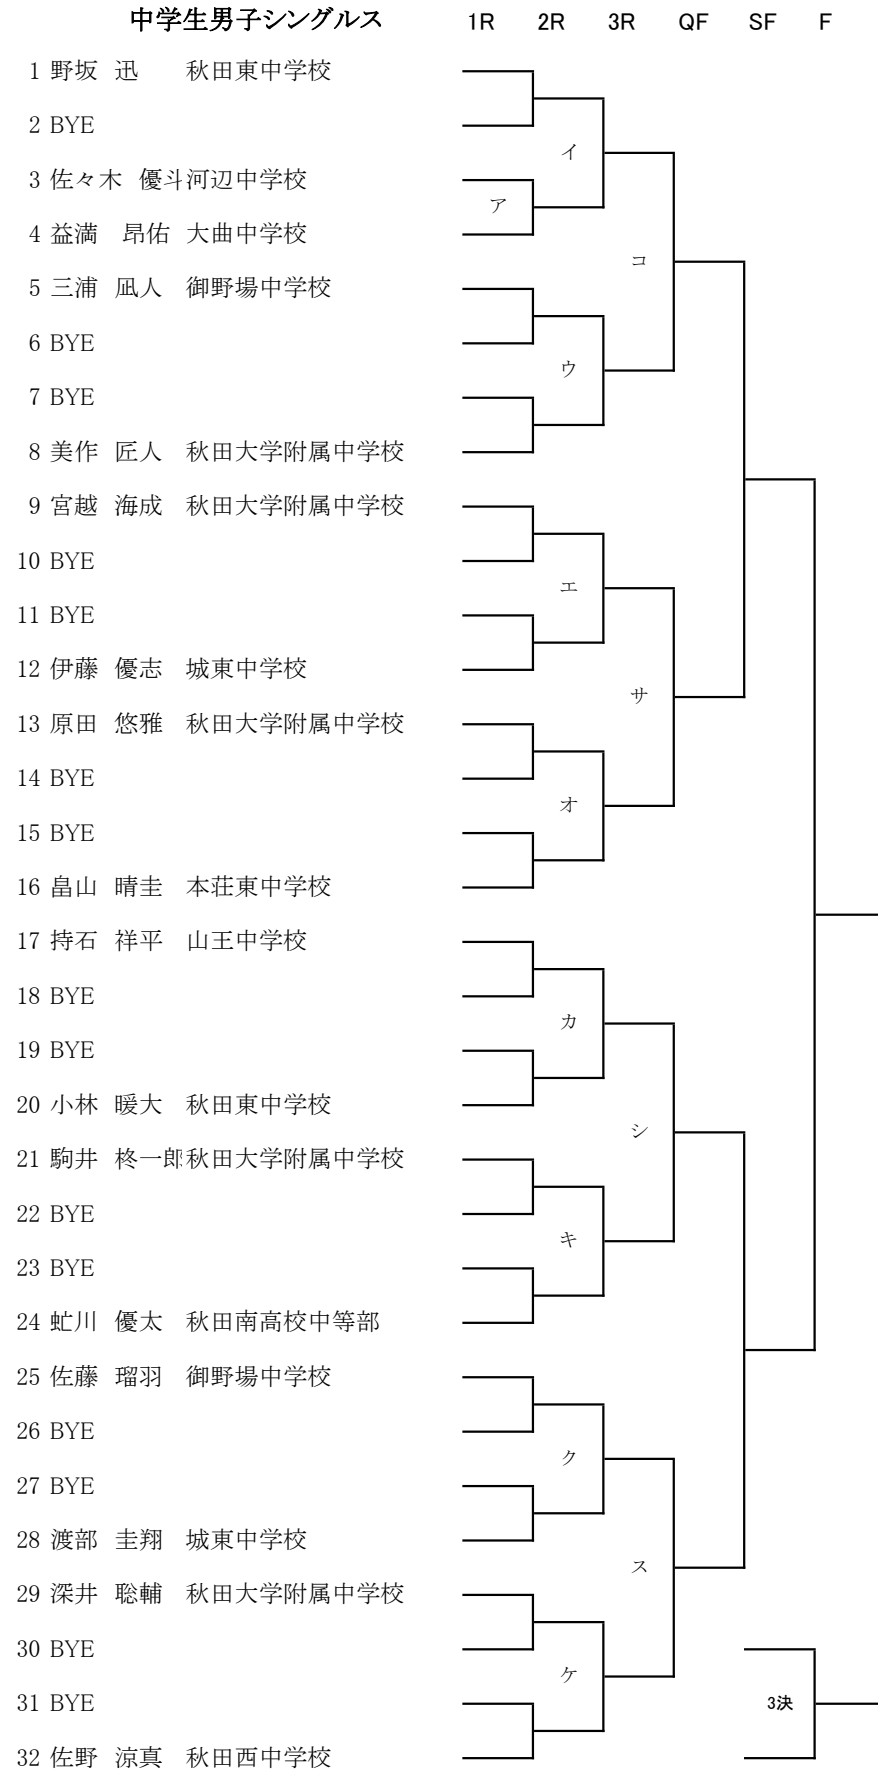 中学生男子シングルス 1R 2R 3R QF SF F
1 野坂 迅 秋田東中学校
2 BYE
イ
3 佐々木 優斗 河辺中学校
ア
4 益満 昂佑 大曲中学校
コ
5 三浦 凪人 御野場中学校
6 BYE
ウ
7 BYE
8 美作 匠人 秋田大学附属中学校
9 宮越 海成 秋田大学附属中学校
10 BYE
エ
11 BYE
12 伊藤 優志 城東中学校
サ
13 原田 悠雅 秋田大学附属中学校
14 BYE
オ
15 BYE
16 畠山 晴圭 本荘東中学校
17 持石 祥平 山王中学校
18 BYE
カ
19 BYE
20 小林 暖大 秋田東中学校
シ
21 駒井 柊一郎 秋田大学附属中学校
22 BYE
キ
23 BYE
24 虻川 優太 秋田南高校中等部
25 佐藤 瑠羽 御野場中学校
26 BYE
ク
27 BYE
28 渡部 圭翔 城東中学校
ス
29 深井 聡輔 秋田大学附属中学校
30 BYE
ケ
31 BYE 3決
32 佐野 涼真 秋田西中学校